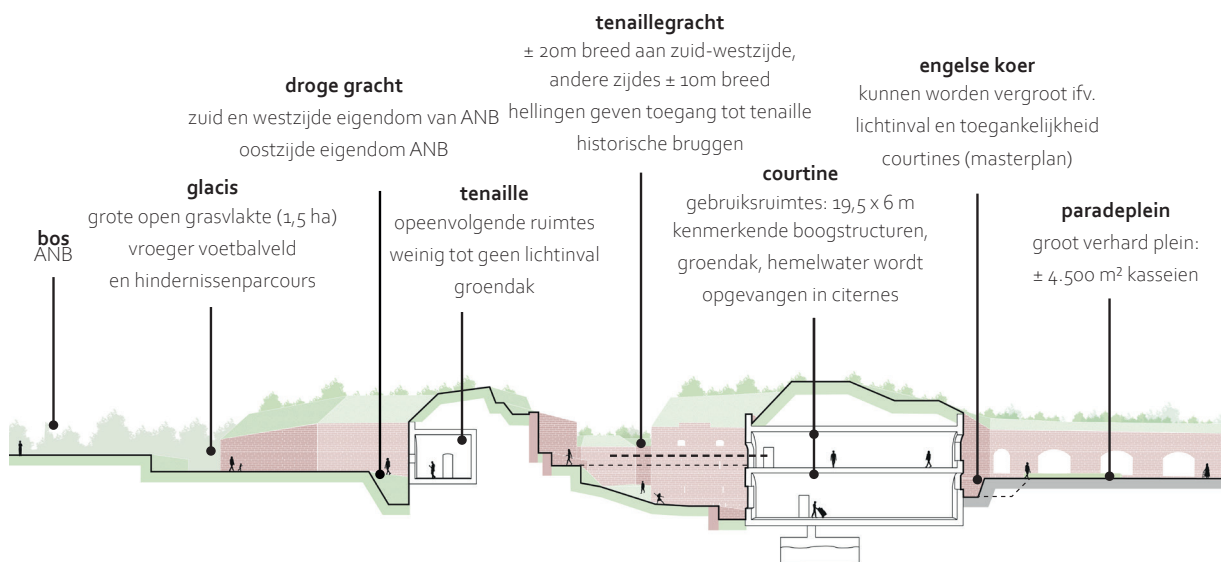 bos
ANB
glacis
grote open grasvlakte (1,5 ha)
vroeger voetbalveld
en hindernissenparcours
droge gracht
zuid en westzijde eigendom van ANB
oostzijde eigendom ANB
tenaille
opeenvolgende ruimtes
weinig tot geen lichtinval
groendak
tenaillegracht
± 20m breed aan zuid-westzijde,
andere zijdes ± 10m breed
hellingen geven toegang tot tenaille
historische bruggen
courtine
gebruiksruimtes: 19,5 x 6 m
kenmerkende boogstructuren,
groendak, hemelwater wordt
opgevangen in citernes
engelse koer
kunnen worden vergroot ifv.
lichtinval en toegankelijkheid
courtines (masterplan)
paradeplein
groot verhard plein:
± 4.500 m² kasseien